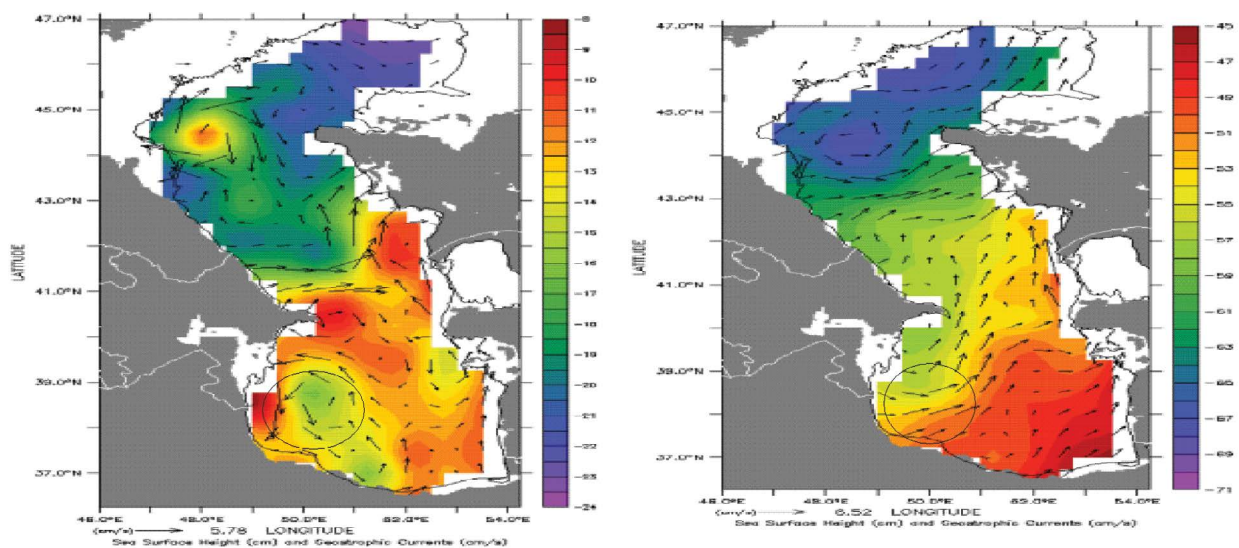 47.0°N
45.0°N
43.0°N
41.0°N
39.0°N
37.0°N
LATITUDE
46.0°E 48.0°E 50.0°E 52.0°E 54.0°E
(cm/s) 5.78 LONGITUDE
Sea Surface Height (cm) and Geostrophic Currents (cm/s)
-8
-9
-10
-11
-12
-13
-14
-15
-16
-17
-18
-19
-20
-21
-22
-23
-24
47.0°N
45.0°N
43.0°N
41.0°N
39.0°N
37.0°N
LATITUDE
46.0°E 48.0°E 50.0°E 52.0°E 54.0°E
(cm/s) 6.52 LONGITUDE
Sea Surface Height (cm) and Geostrophic Currents (cm/s)
-45
-47
-49
-51
-53
-55
-57
-59
-61
-63
-65
-67
-69
-71